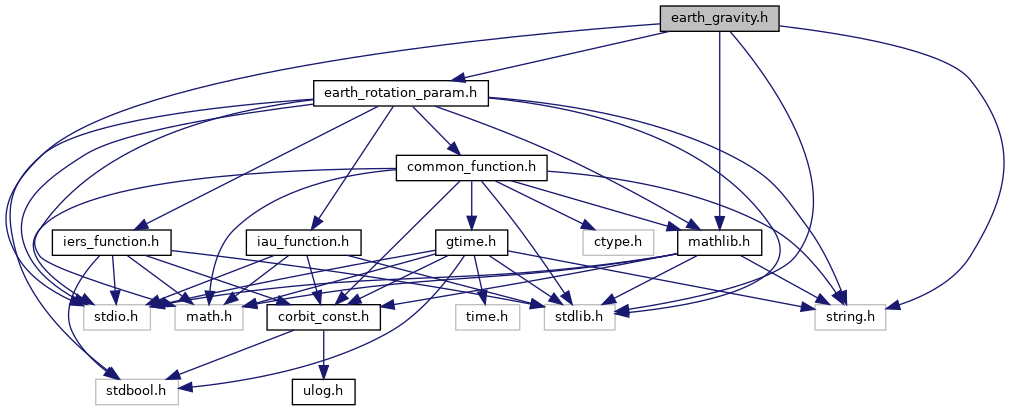 earth_gravity.h
earth_rotation_param.h
common_function.h
iers_function.h
iau_function.h
gtime.h
ctype.h
mathlib.h
stdio.h
math.h
corbit_const.h
time.h
stdlib.h
string.h
stdbool.h
ulog.h